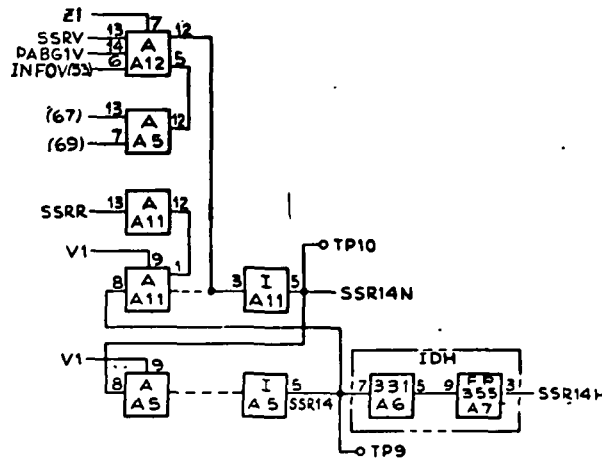 Z1
7
SSRV 13 A 12
DABG1V 14
INFOV(53) 6 A12 5
(67) 13 A 12
(69) 7 A5
SSRR 13 A 12
A11
V1
9
8 A 1
A11
3 I 5
A11
TP10
SSR14N
V1
9
8 A
A5
I 5
A5 SSR14
IDH
7 331 5
A6
9 FR 3
355
A7
SSR14H
TP9